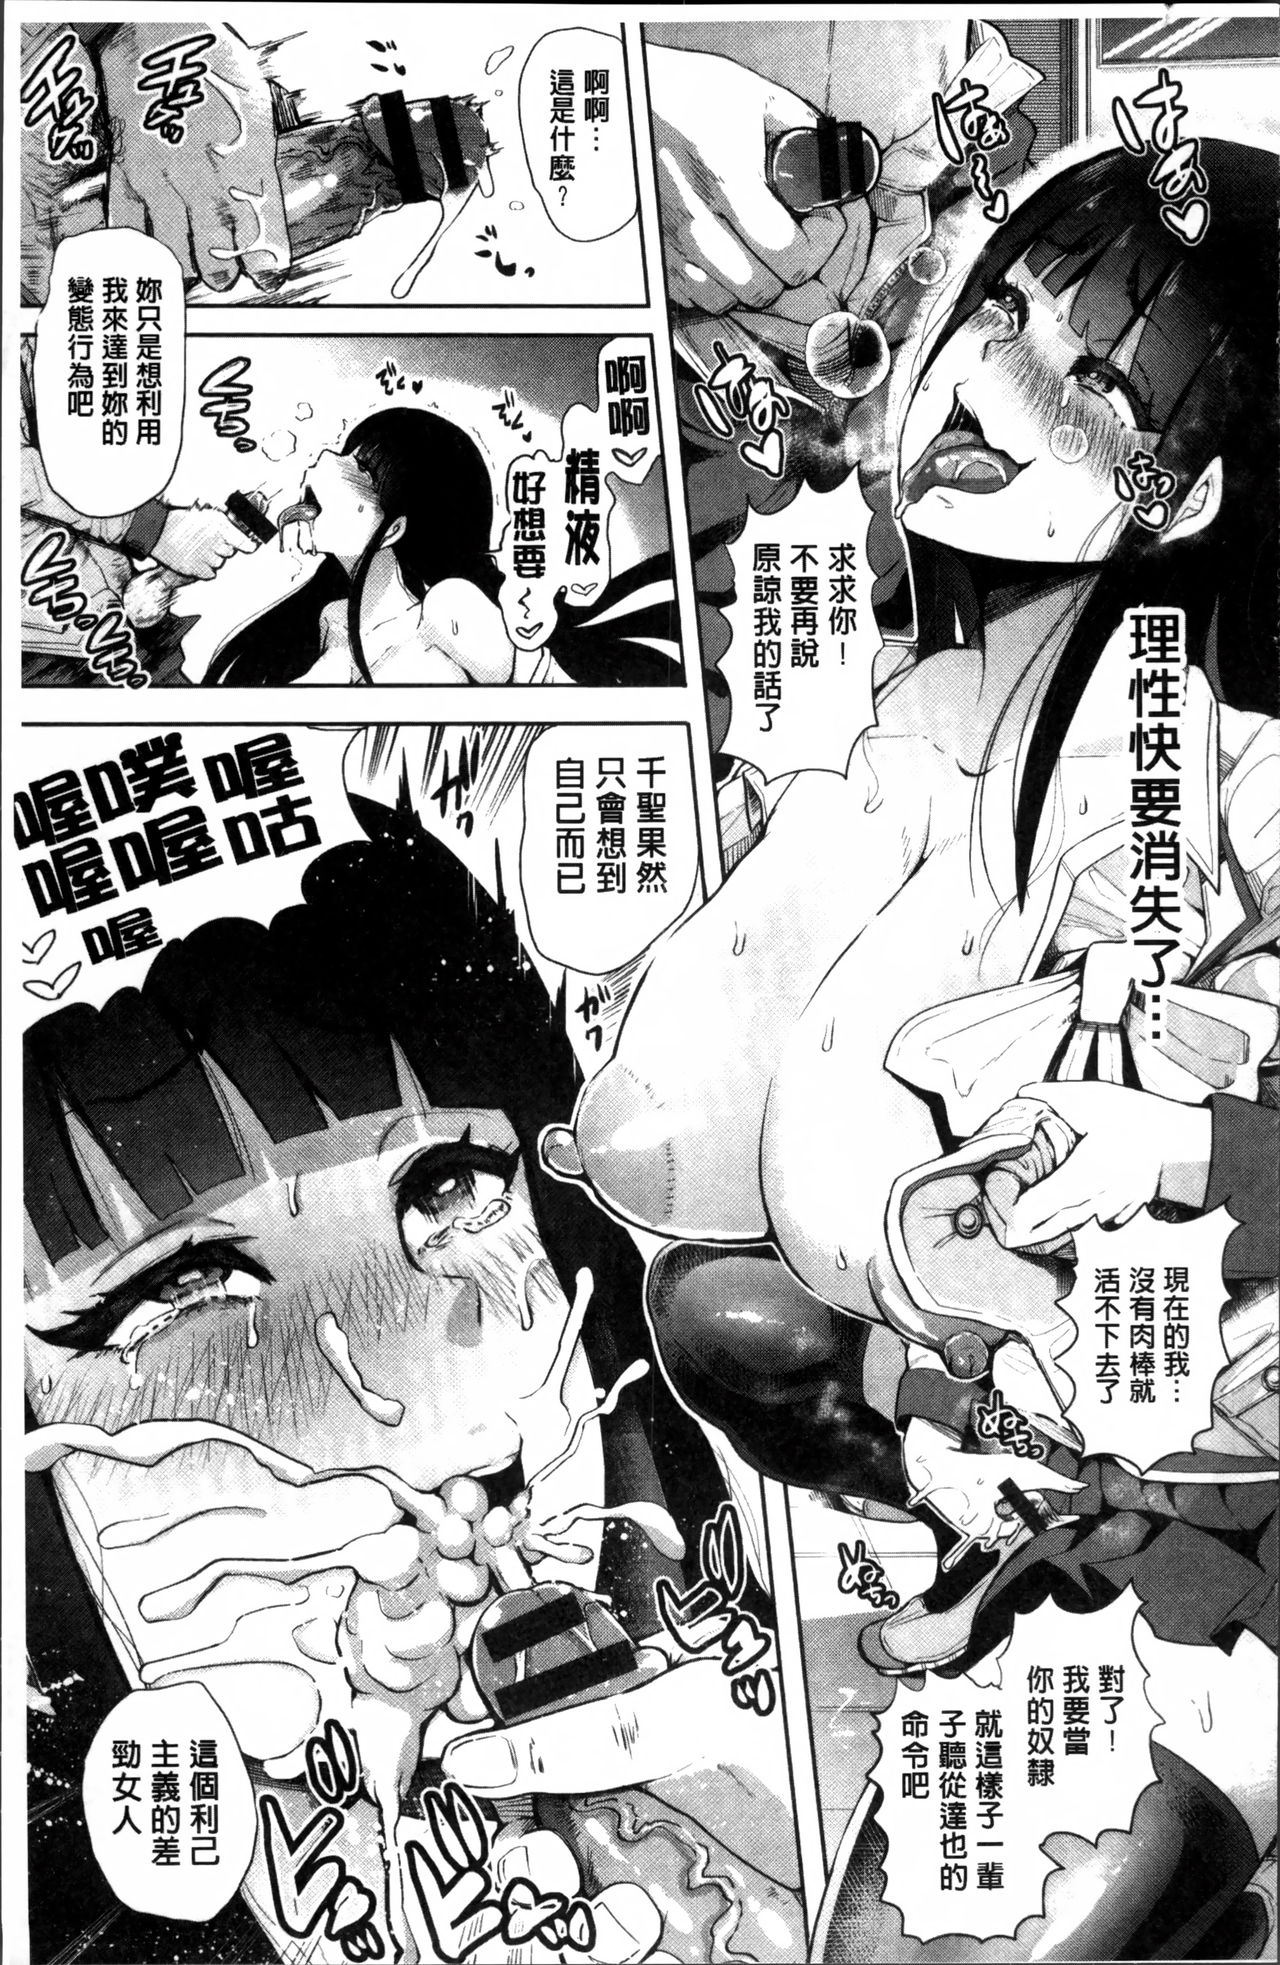 理性快要消失了…
求求你！
不要再說
原諒我的話了
現在的我…
沒有肉棒就
活不下去了
對了！
我要當
你的奴隸
就這樣子一輩
子聽從達也的
命令吧
啊啊…
這是什麼？
妳只是想利用
我來達到妳的
變態行為吧
啊啊
精液
好想要～
千聖果然
只會想到
自己而已
喔噗喔
喔喔咕
喔
這個利己
主義的差
勁女人